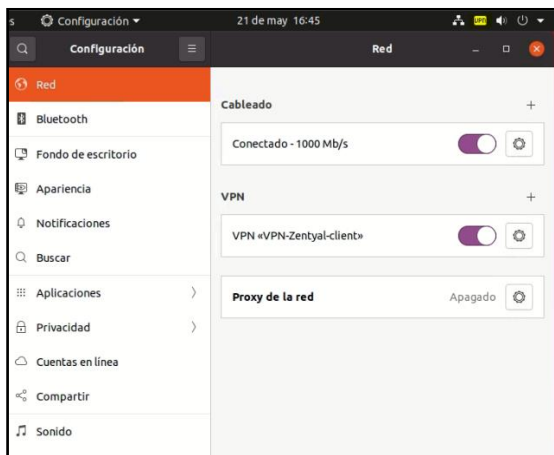 s Configuración 21 de may 16:45 VPN
Configuración Red
Red
Bluetooth
Fondo de escritorio
Apariencia
Notificaciones
Buscar
Aplicaciones
Privacidad
Cuentas en línea
Compartir
Sonido
Cableado
Conectado - 1000 Mb/s
VPN
VPN «VPN-Zentyal-client»
Proxy de la red Apagado